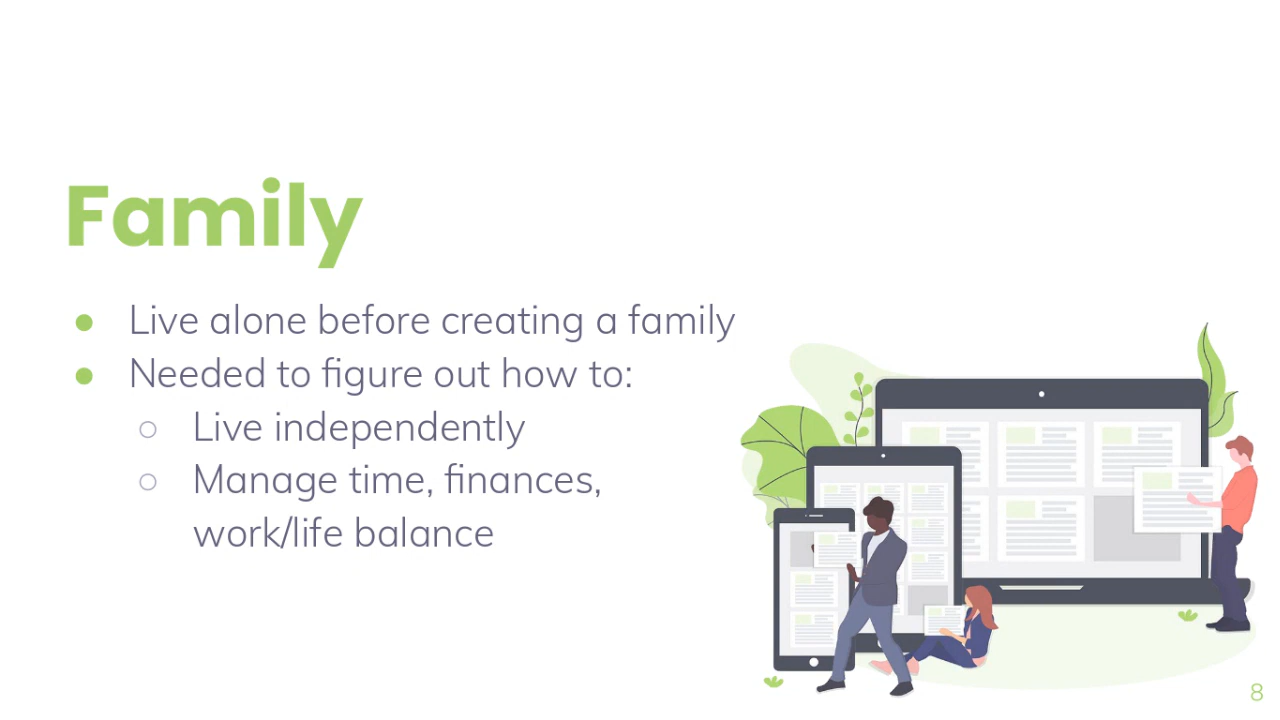 Family
● Live alone before creating a family
● Needed to figure out how to:
○ Live independently
○ Manage time, finances,
work/life balance
8